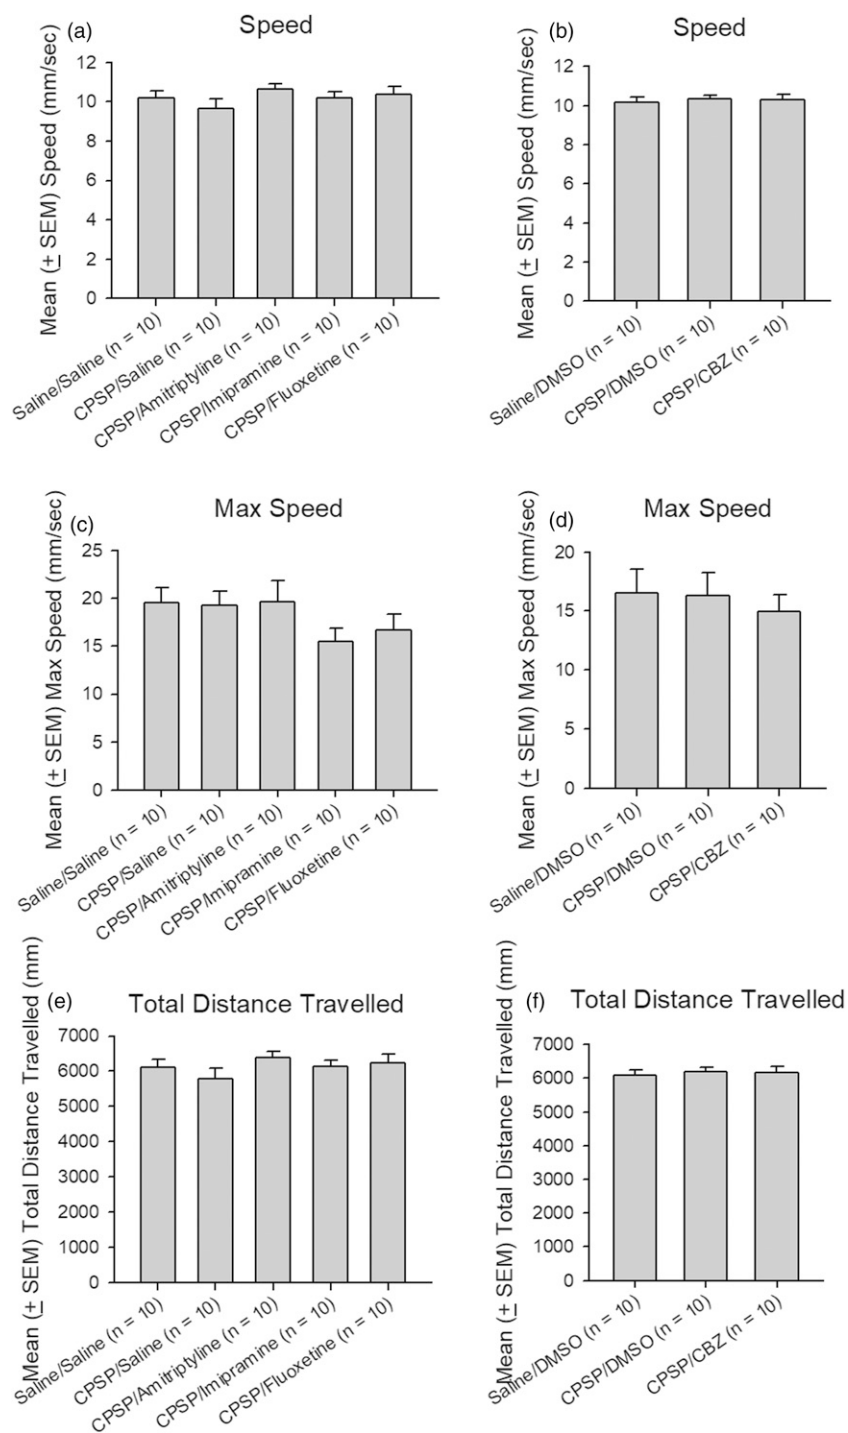 (a) Speed
Mean (± SEM) Speed (mm/sec)
12
10
8
6
4
2
0
Saline/Saline (n = 10)
CPSP/Saline (n = 10)
CPSP/Amitriptyline (n = 10)
CPSP/Imipramine (n = 10)
CPSP/Fluoxetine (n = 10)
(b) Speed
Mean (± SEM) Speed (mm/sec)
12
10
8
6
4
2
0
Saline/DMSO (n = 10)
CPSP/DMSO (n = 10)
CPSP/CBZ (n = 10)
(c) Max Speed
Mean (± SEM) Max Speed (mm/sec)
25
20
15
10
5
0
Saline/Saline (n = 10)
CPSP/Saline (n = 10)
CPSP/Amitriptyline (n = 10)
CPSP/Imipramine (n = 10)
CPSP/Fluoxetine (n = 10)
(d) Max Speed
Mean (± SEM) Max Speed (mm/sec)
20
15
10
5
0
Saline/DMSO (n = 10)
CPSP/DMSO (n = 10)
CPSP/CBZ (n = 10)
(e) Total Distance Travelled
Mean (± SEM) Total Distance Travelled (mm)
7000
6000
5000
4000
3000
2000
1000
0
Saline/Saline (n = 10)
CPSP/Saline (n = 10)
CPSP/Amitriptyline (n = 10)
CPSP/Imipramine (n = 10)
CPSP/Fluoxetine (n = 10)
(f) Total Distance Travelled
Mean (± SEM) Total Distance Travelled (mm)
7000
6000
5000
4000
3000
2000
1000
0
Saline/DMSO (n = 10)
CPSP/DMSO (n = 10)
CPSP/CBZ (n = 10)